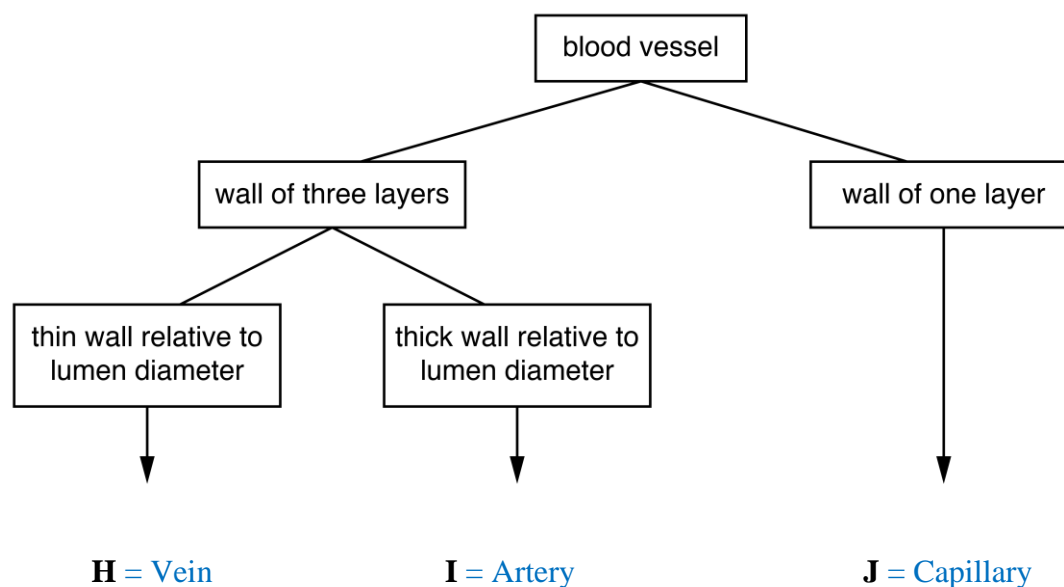 blood vessel
wall of three layers
wall of one layer
thin wall relative to
lumen diameter
thick wall relative to
lumen diameter
H = Vein
I = Artery
J = Capillary